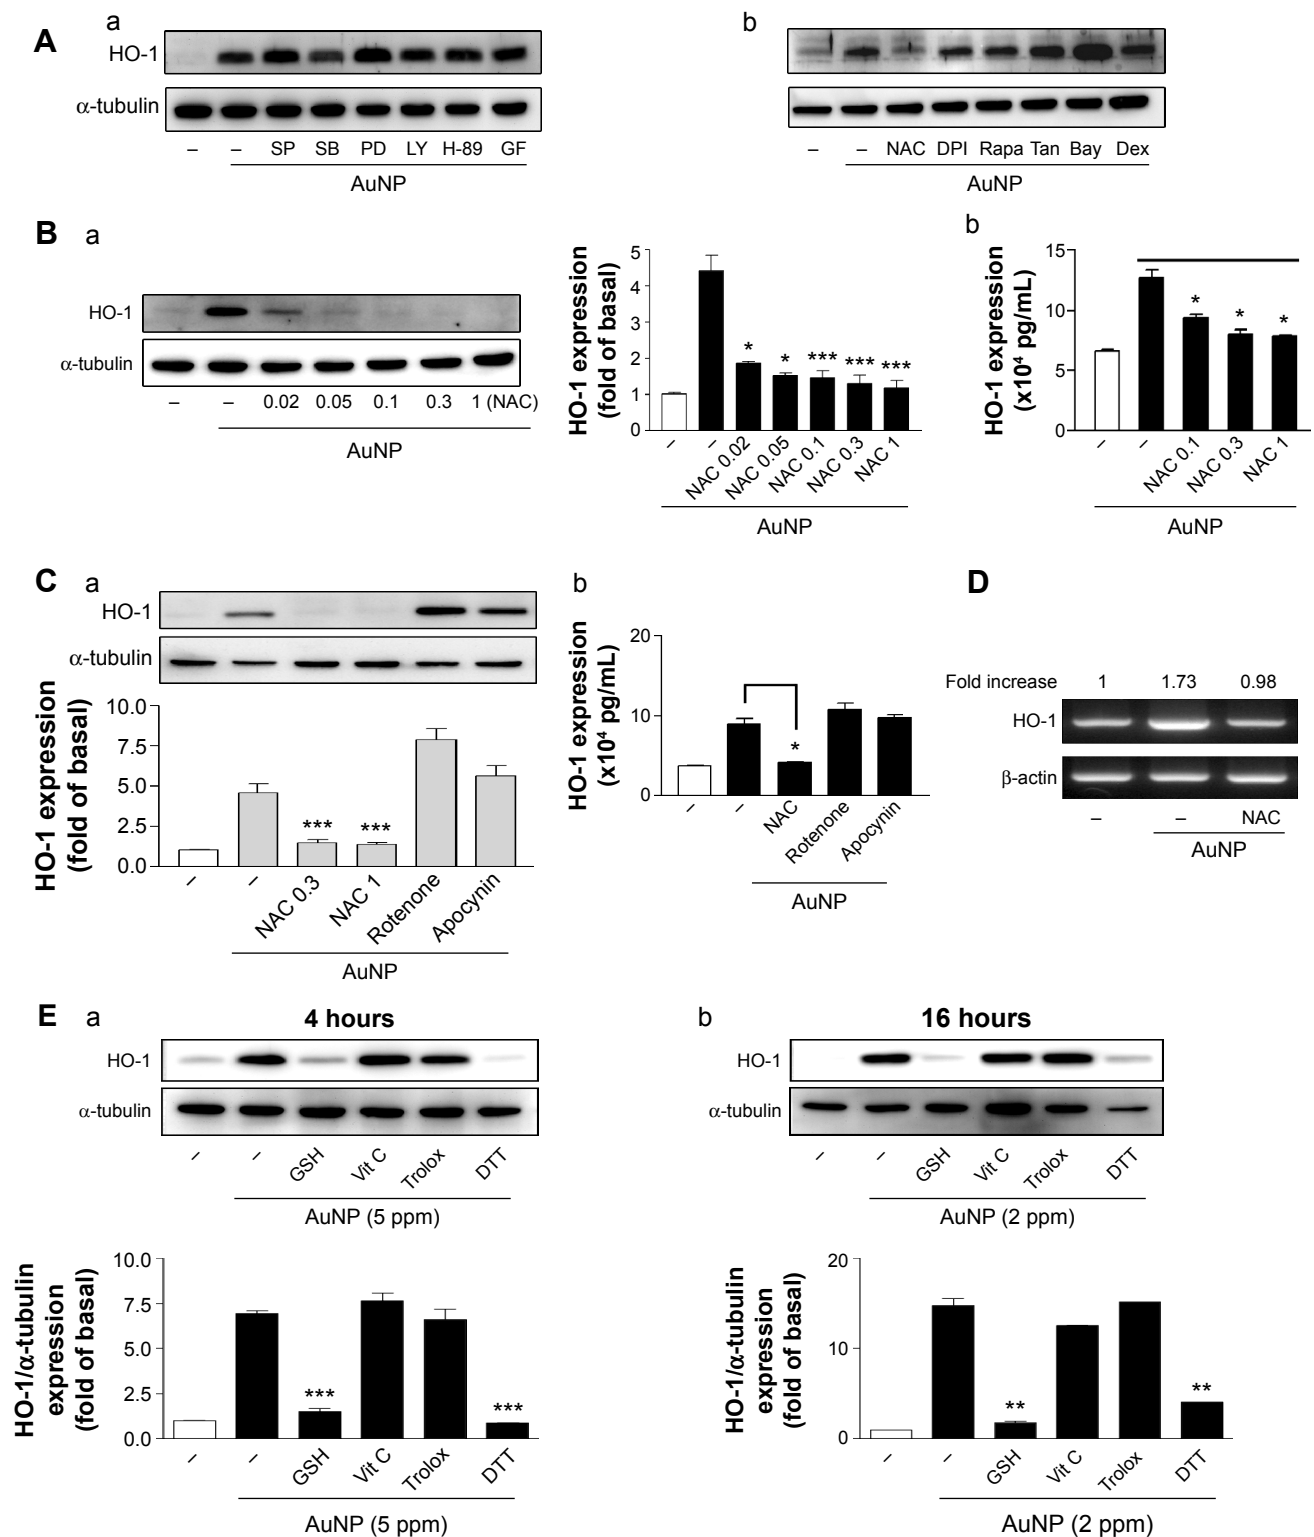 A
a
HO-1
α-tubulin
– – SP SB PD LY H-89 GF
AuNP
b
– – NAC DPI Rapa Tan Bay Dex
AuNP
B
a
HO-1
α-tubulin
– – 0.02 0.05 0.1 0.3 1 (NAC)
AuNP
HO-1 expression
(fold of basal)
5
4
3
2
1
0
* * *** *** ***
– – NAC 0.02 NAC 0.05 NAC 0.1 NAC 0.3 NAC 1
AuNP
b
HO-1 expression
(x10⁴ pg/mL)
15
10
5
0
* * *
– – NAC 0.1 NAC 0.3 NAC 1
AuNP
C
a
HO-1
α-tubulin
HO-1 expression
(fold of basal)
10.0
7.5
5.0
2.5
0.0
*** ***
– – NAC 0.3 NAC 1 Rotenone Apocynin
AuNP
b
HO-1 expression
(x10⁴ pg/mL)
20
10
0
*
– – NAC Rotenone Apocynin
AuNP
D
Fold increase 1 1.73 0.98
HO-1
β-actin
– – NAC
AuNP
E
a
4 hours
HO-1
α-tubulin
– – GSH Vit C Trolox DTT
AuNP (5 ppm)
HO-1/α-tubulin
expression
(fold of basal)
10.0
7.5
5.0
2.5
0.0
*** ***
– – GSH Vit C Trolox DTT
AuNP (5 ppm)
b
16 hours
HO-1
α-tubulin
– – GSH Vit C Trolox DTT
AuNP (2 ppm)
HO-1/α-tubulin
expression
(fold of basal)
20
10
0
** **
– – GSH Vit C Trolox DTT
AuNP (2 ppm)